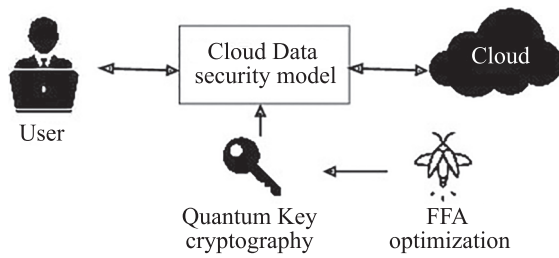 Cloud Data
security model
Cloud
User
Quantum Key
cryptography
FFA
optimization